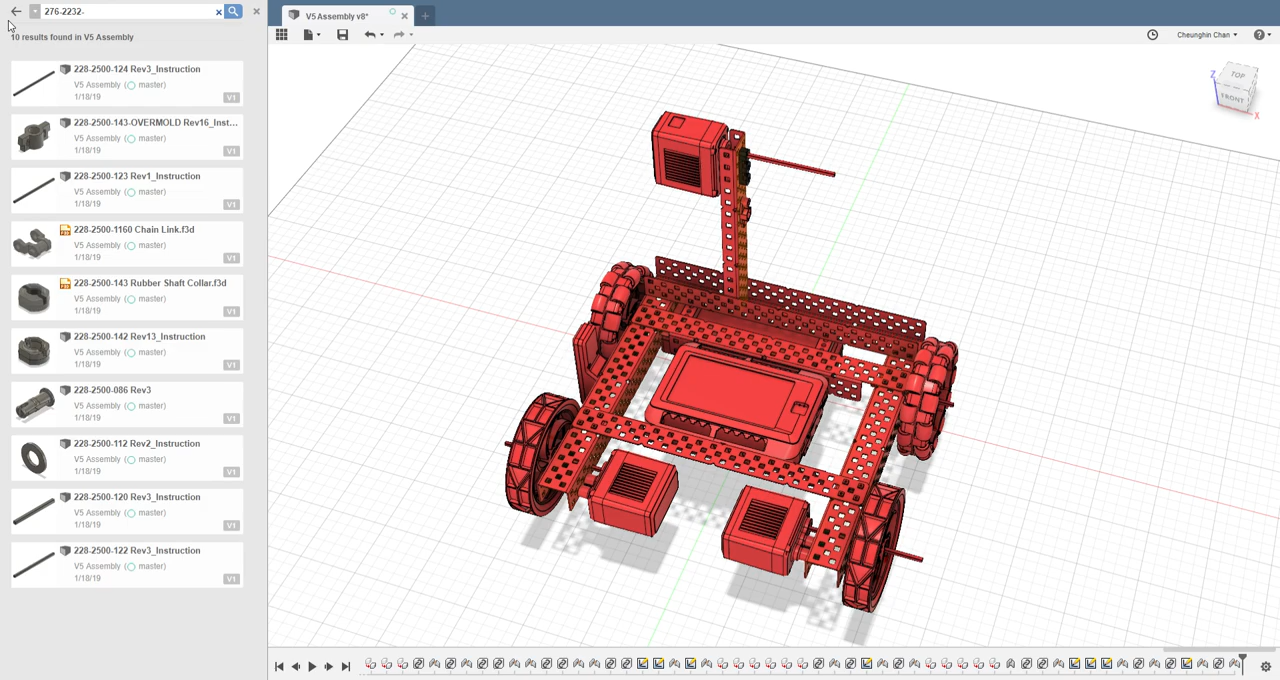 276-2232-
10 results found in V5 Assembly
228-2500-124 Rev3_Instruction
V5 Assembly ( master)
1/18/19
V1
228-2500-143-OVERMOLD Rev16_Inst...
V5 Assembly ( master)
1/18/19
V1
228-2500-123 Rev1_Instruction
V5 Assembly ( master)
1/18/19
V1
228-2500-1160 Chain Link.f3d
V5 Assembly ( master)
1/18/19
V1
228-2500-143 Rubber Shaft Collar.f3d
V5 Assembly ( master)
1/18/19
V1
228-2500-142 Rev13_Instruction
V5 Assembly ( master)
1/18/19
V1
228-2500-086 Rev3
V5 Assembly ( master)
1/18/19
V1
228-2500-112 Rev2_Instruction
V5 Assembly ( master)
1/18/19
V1
228-2500-120 Rev3_Instruction
V5 Assembly ( master)
1/18/19
V1
228-2500-122 Rev3_Instruction
V5 Assembly ( master)
1/18/19
V1
V5 Assembly v8*
Cheunghin Chan
TOP
FRONT
Z
X